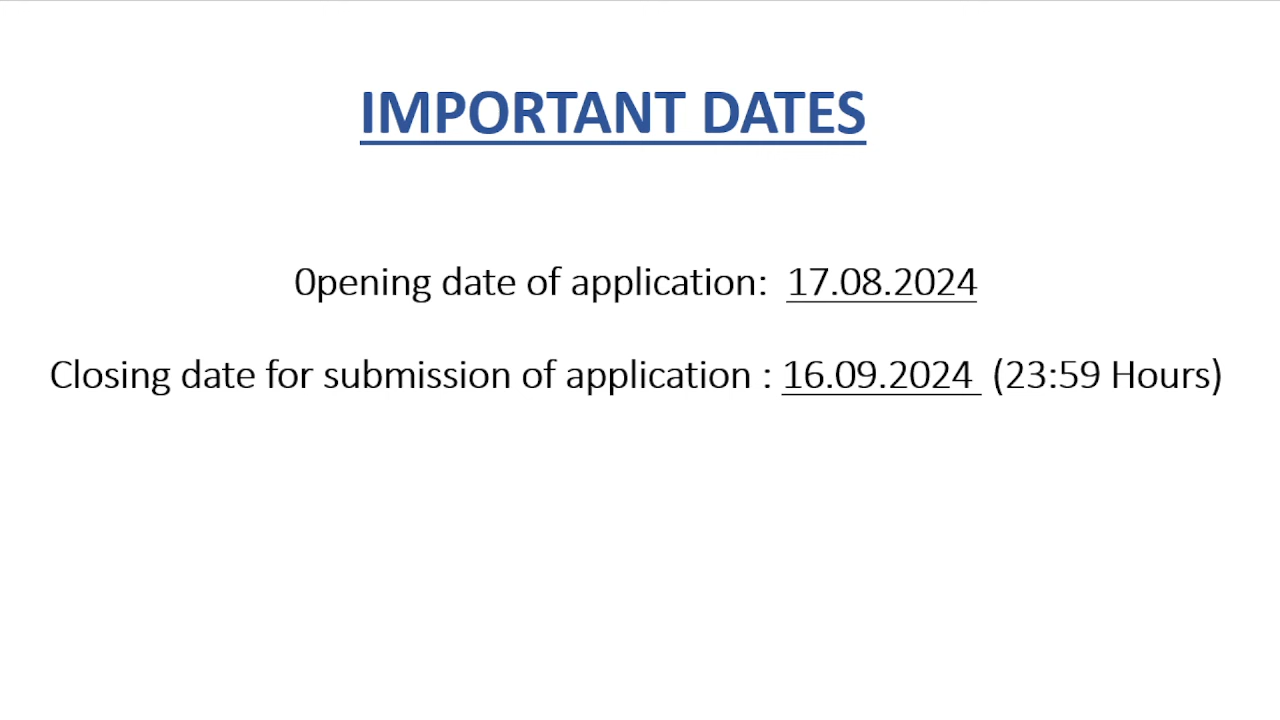 IMPORTANT DATES
0pening date of application: 17.08.2024
Closing date for submission of application : 16.09.2024 (23:59 Hours)